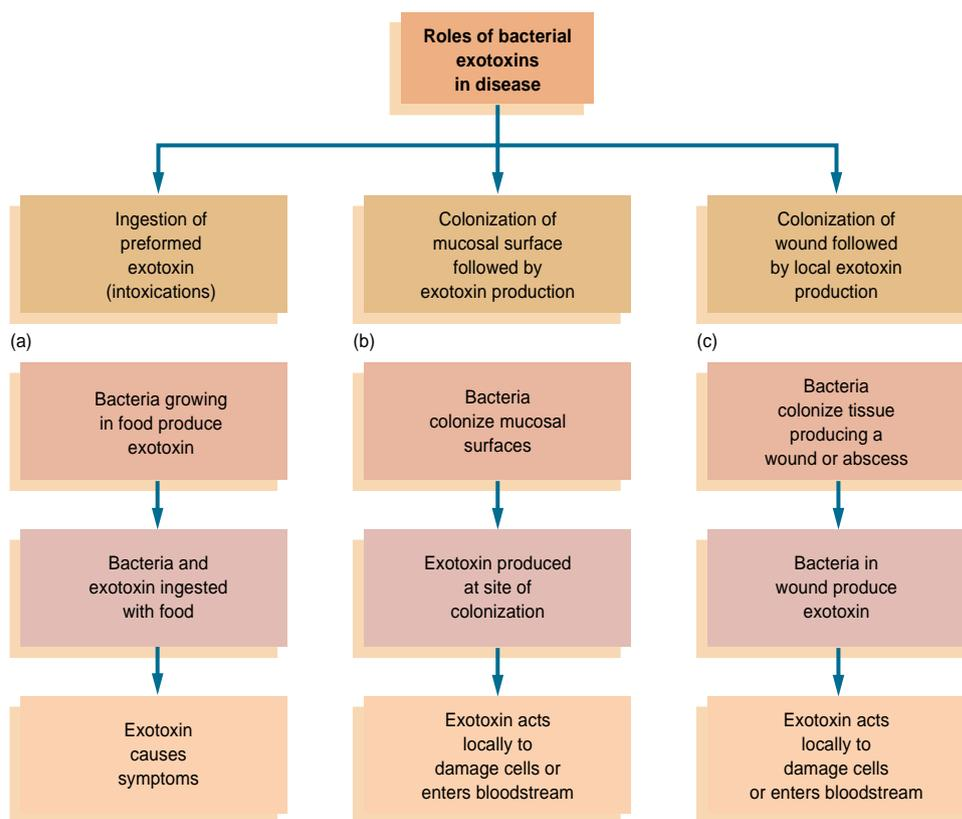 Roles of bacterial
exotoxins
in disease
Ingestion of
preformed
exotoxin
(intoxications)
Colonization of
mucosal surface
followed by
exotoxin production
Colonization of
wound followed
by local exotoxin
production
(a)
(b)
(c)
Bacteria growing
in food produce
exotoxin
Bacteria
colonize mucosal
surfaces
Bacteria
colonize tissue
producing a
wound or abscess
Bacteria and
exotoxin ingested
with food
Exotoxin produced
at site of
colonization
Bacteria in
wound produce
exotoxin
Exotoxin
causes
symptoms
Exotoxin acts
locally to
damage cells or
enters bloodstream
Exotoxin acts
locally to
damage cells
or enters bloodstream